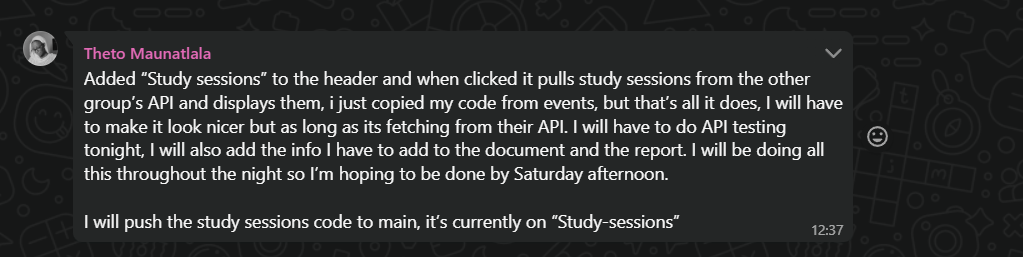 Theto Maunatlala
Added “Study sessions” to the header and when clicked it pulls study sessions from the other
group’s API and displays them, i just copied my code from events, but that’s all it does, I will have
to make it look nicer but as long as its fetching from their API. I will have to do API testing
tonight, I will also add the info I have to add to the document and the report. I will be doing all
this throughout the night so I’m hoping to be done by Saturday afternoon.
I will push the study sessions code to main, it’s currently on “Study-sessions”
12:37